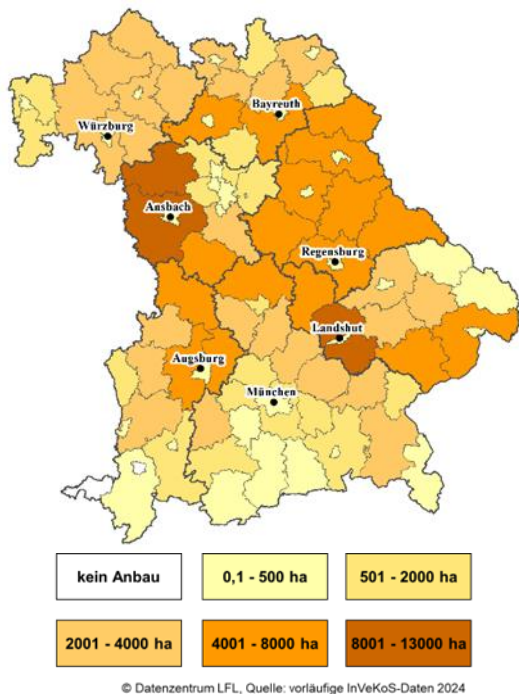 Bayreuth
Würzburg
Ansbach
Regensburg
Landshut
Augsburg
München
kein Anbau
0,1 - 500 ha
501 - 2000 ha
2001 - 4000 ha
4001 - 8000 ha
8001 - 13000 ha
© Datenzentrum LFL, Quelle: vorläufige InVeKoS-Daten 2024